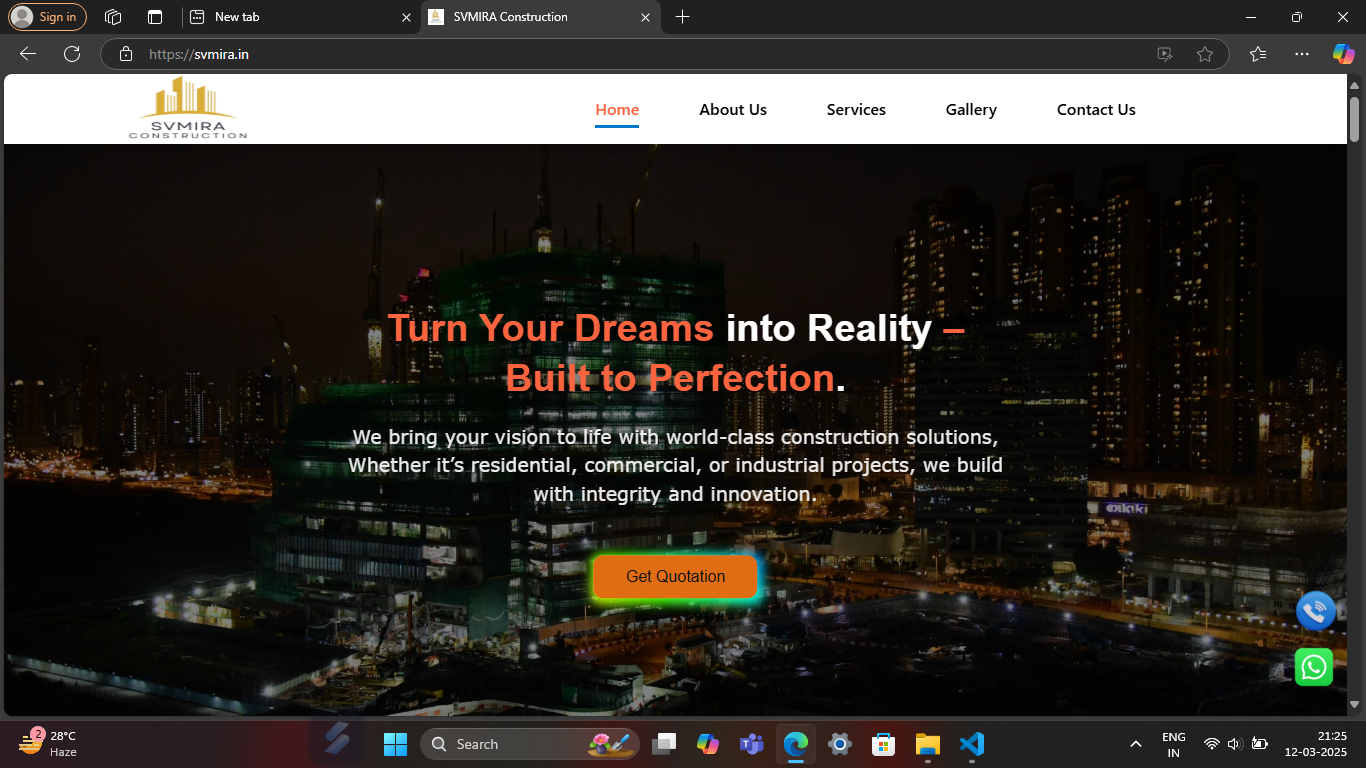 Sign in
New tab
SVMIRA Construction
https://svmira.in
SVMIRA
CONSTRUCTION
Home
About Us
Services
Gallery
Contact Us
Turn Your Dreams into Reality –
Built to Perfection.
We bring your vision to life with world-class construction solutions,
Whether it’s residential, commercial, or industrial projects, we build
with integrity and innovation.
Get Quotation
2
28°C
Haze
Search
ENG
IN
21:25
12-03-2025